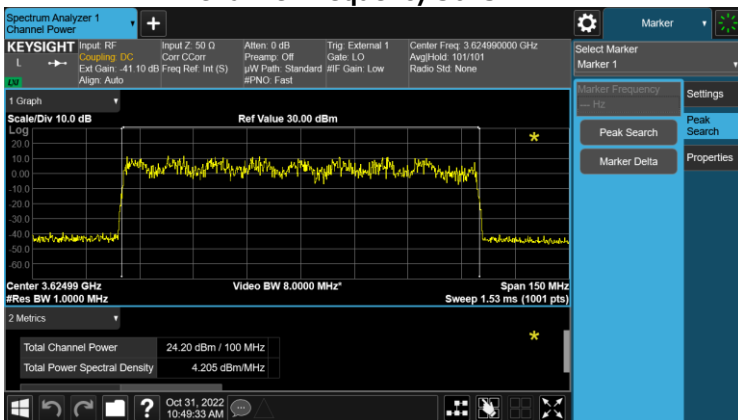 Spectrum Analyzer 1
Channel Power
Marker
KEYSIGHT
L
Input: RF
Coupling: DC
Ext Gain: -41.10 dB
Align: Auto
Input Z: 50 Ω
Corr CCorr
Freq Ref: Int (S)
Atten: 0 dB
Preamp: Off
µW Path: Standard
#PNO: Fast
Trig: External 1
Gate: LO
#IF Gain: Low
Center Freq: 3.624990000 GHz
Avg|Hold: 101/101
Radio Std: None
Select Marker
Marker 1
Marker Frequency
--- Hz
Settings
Peak Search
Peak
Search
Marker Delta
Properties
1 Graph
Scale/Div 10.0 dB
Ref Value 30.00 dBm
Log
20.0
10.0
0.00
-10.0
-20.0
-30.0
-40.0
-50.0
-60.0
Center 3.62499 GHz
Video BW 8.0000 MHz*
Span 150 MHz
#Res BW 1.0000 MHz
Sweep 1.53 ms (1001 pts)
2 Metrics
Total Channel Power
24.20 dBm / 100 MHz
Total Power Spectral Density
4.205 dBm/MHz
?
Oct 31, 2022
10:49:33 AM